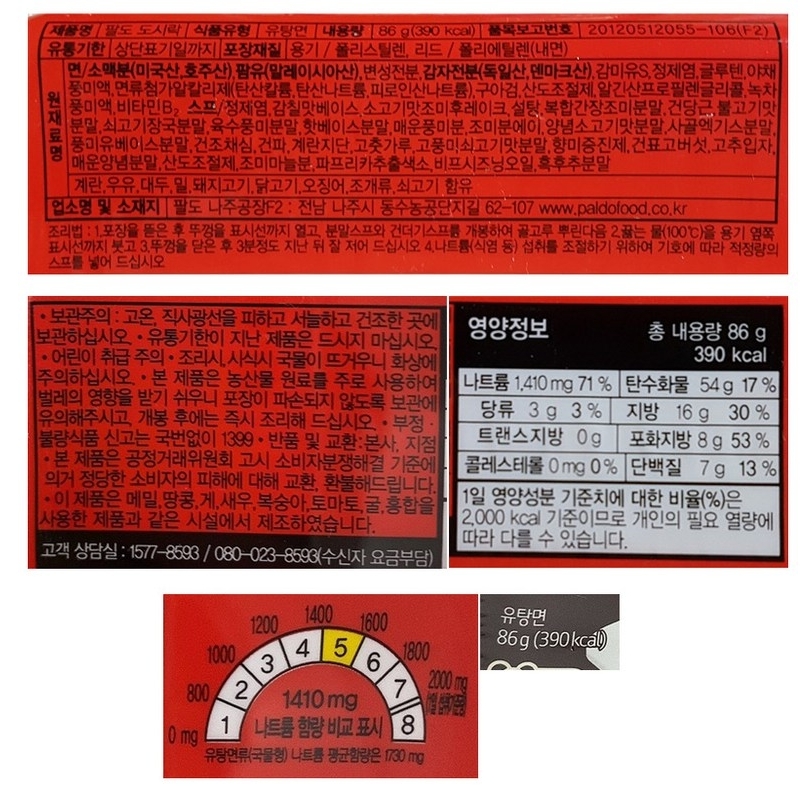 제품명 팔도 도시락 식품유형 유탕면 내용량 86 g (390 kcal) 품목보고번호 20120512055-106(F2)
유통기한 상단표기일까지 포장재질 용기 / 폴리스틸렌, 리드 / 폴리에틸렌(내면)
원재료명
면/소맥분(미국산,호주산),팜유(말레이시아산),변성전분,감자전분(독일산,덴마크산),감미유S,정제염,글루텐,야채
풍미액,면류첨가알칼리제(탄산칼륨,탄산나트륨,피로인산나트륨),구아검,산도조절제,알긴산프로필렌글리콜,녹차
풍미액,비타민B₂, 스프/정제염,감칠맛베이스,소고기맛조미후레이크,설탕,복합간장조미분말,건당근,불고기맛
분말,쇠고기장국분말,육수풍미분말,핫베이스분말,매운풍미분,조미분에이,양념소고기맛분말,사골엑기스분말,
풍미유베이스분말,건조채심,건파,계란지단,고춧가루,고풍미쇠고기맛분말,향미증진제,건표고버섯,고추입자,
매운양념분말,산도조절제,조미마늘분,파프리카추출색소,비프시즈닝오일,흑후추분말
계란,우유,대두,밀,돼지고기,닭고기,오징어,조개류,쇠고기 함유
업소명 및 소재지 팔도 나주공장F2 : 전남 나주시 동수농공단지길 62-107 www.paldofood.co.kr
조리법 : 1.포장을 뜯은 후 뚜껑을 표시선까지 열고, 분말스프와 건더기스프를 개봉하여 골고루 뿌린다음 2.끓는 물(100℃)을 용기 옆쪽
표시선까지 붓고 3.뚜껑을 닫은 후 3분정도 지난 뒤 잘 저어 드십시오 4.나트륨(식염 등) 섭취를 조절하기 위하여 기호에 따라 적정량의
스프를 넣어 드십시오
• 보관주의 : 고온, 직사광선을 피하고 서늘하고 건조한 곳에
보관하십시오. • 유통기한이 지난 제품은 드시지 마십시오.
• 어린이 취급 주의 • 조리시, 사식시 국물이 뜨거우니 화상에
주의하십시오. • 본 제품은 농산물 원료를 주로 사용하여
벌레의 영향을 받기 쉬우니 포장이 파손되지 않도록 보관에
유의해주시고, 개봉 후에는 즉시 조리해 드십시오 • 부정 ·
불량식품 신고는 국번없이 1399 • 반품 및 교환:본사, 지점
• 본 제품은 공정거래위원회 고시 소비자분쟁해결 기준에
의거 정당한 소비자의 피해에 대해 교환, 환불해드립니다.
• 이 제품은 메밀,땅콩,게,새우,복숭아,토마토,굴,홍합을
사용한 제품과 같은 시설에서 제조하였습니다.
고객 상담실 : 1577-8593 / 080-023-8593(수신자 요금부담)
영양정보 총 내용량 86 g
390 kcal
나트륨 1,410 mg 71 % 탄수화물 54 g 17 %
당류 3 g 3 % 지방 16 g 30 %
트랜스지방 0 g 포화지방 8 g 53 %
콜레스테롤 0 mg 0 % 단백질 7 g 13 %
1일 영양성분 기준치에 대한 비율(%)은
2,000 kcal 기준이므로 개인의 필요 열량에
따라 다를 수 있습니다.
0 mg 800 1000 1200 1400 1600 1800 2000 mg
(1일 섭취기준량)
1 2 3 4 5 6 7 8
1410 mg
나트륨 함량 비교 표시
유탕면류(국물형) 나트륨 평균함량은 1730 mg
유탕면
86 g (390 kcal)